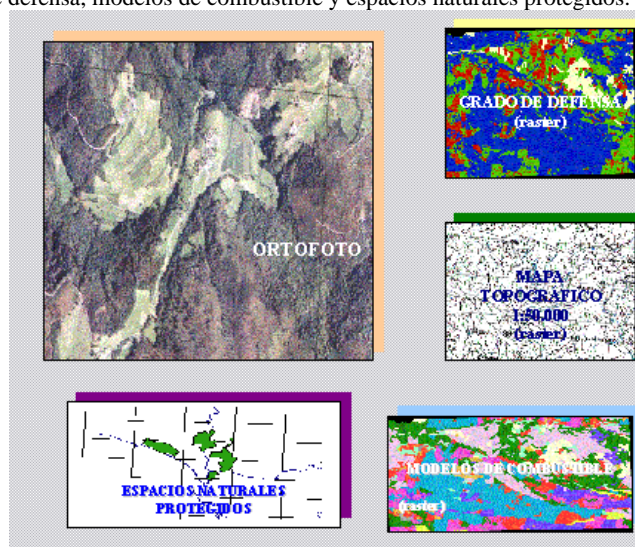 defensa, modelos de combustible y espacios naturales protegidos.
ORTOFOTO
GRADO DE DEFENSA
(raster)
MAPA
TOPOGRAFICO
1:50.000
(raster)
ESPACIOS NATURALES
PROTEGIDOS
MODELOS DE COMBUSTIBLE
(raster)